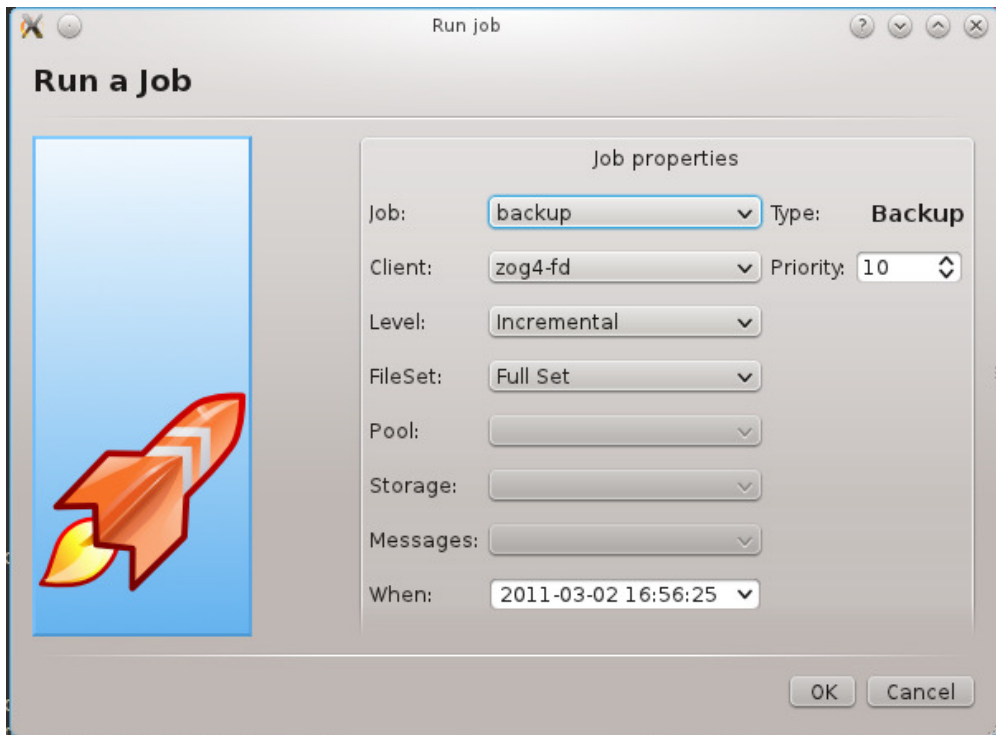 Run job
Run a Job
Job properties
Job: backup Type: Backup
Client: zog4-fd Priority: 10
Level: Incremental
FileSet: Full Set
Pool:
Storage:
Messages:
When: 2011-03-02 16:56:25
OK Cancel